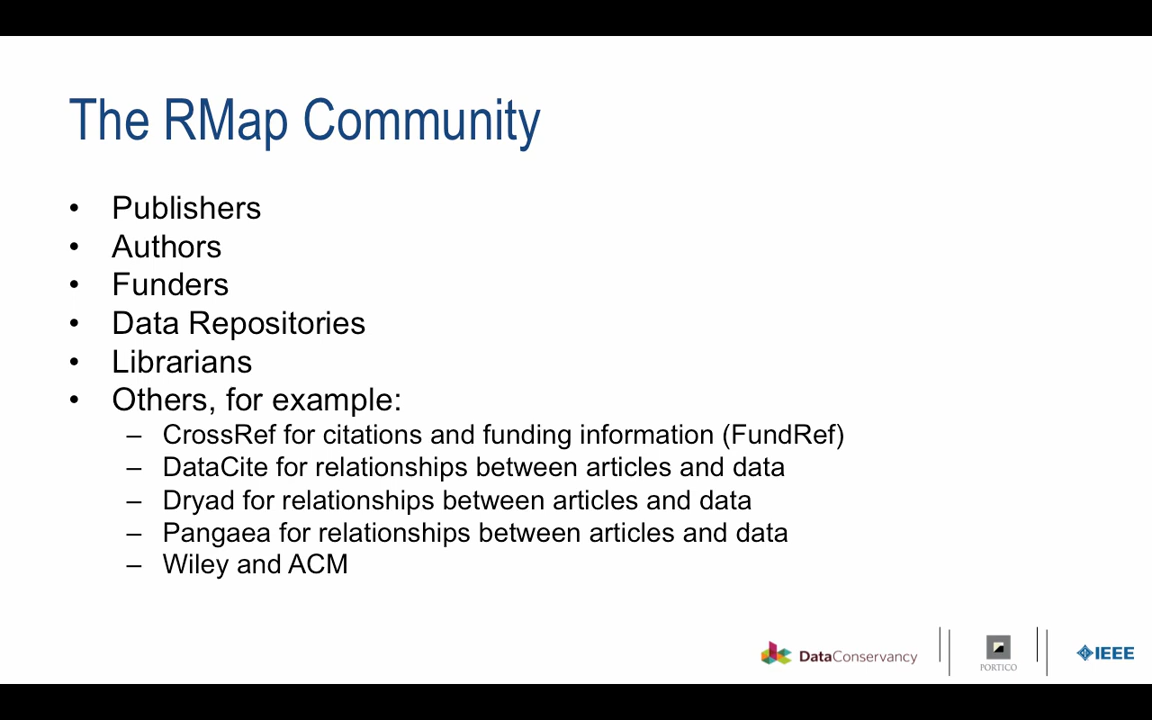 The RMap Community
• Publishers
• Authors
• Funders
• Data Repositories
• Librarians
• Others, for example:
– CrossRef for citations and funding information (FundRef)
– DataCite for relationships between articles and data
– Dryad for relationships between articles and data
– Pangaea for relationships between articles and data
– Wiley and ACM
DataConservancy
PORTICO
IEEE